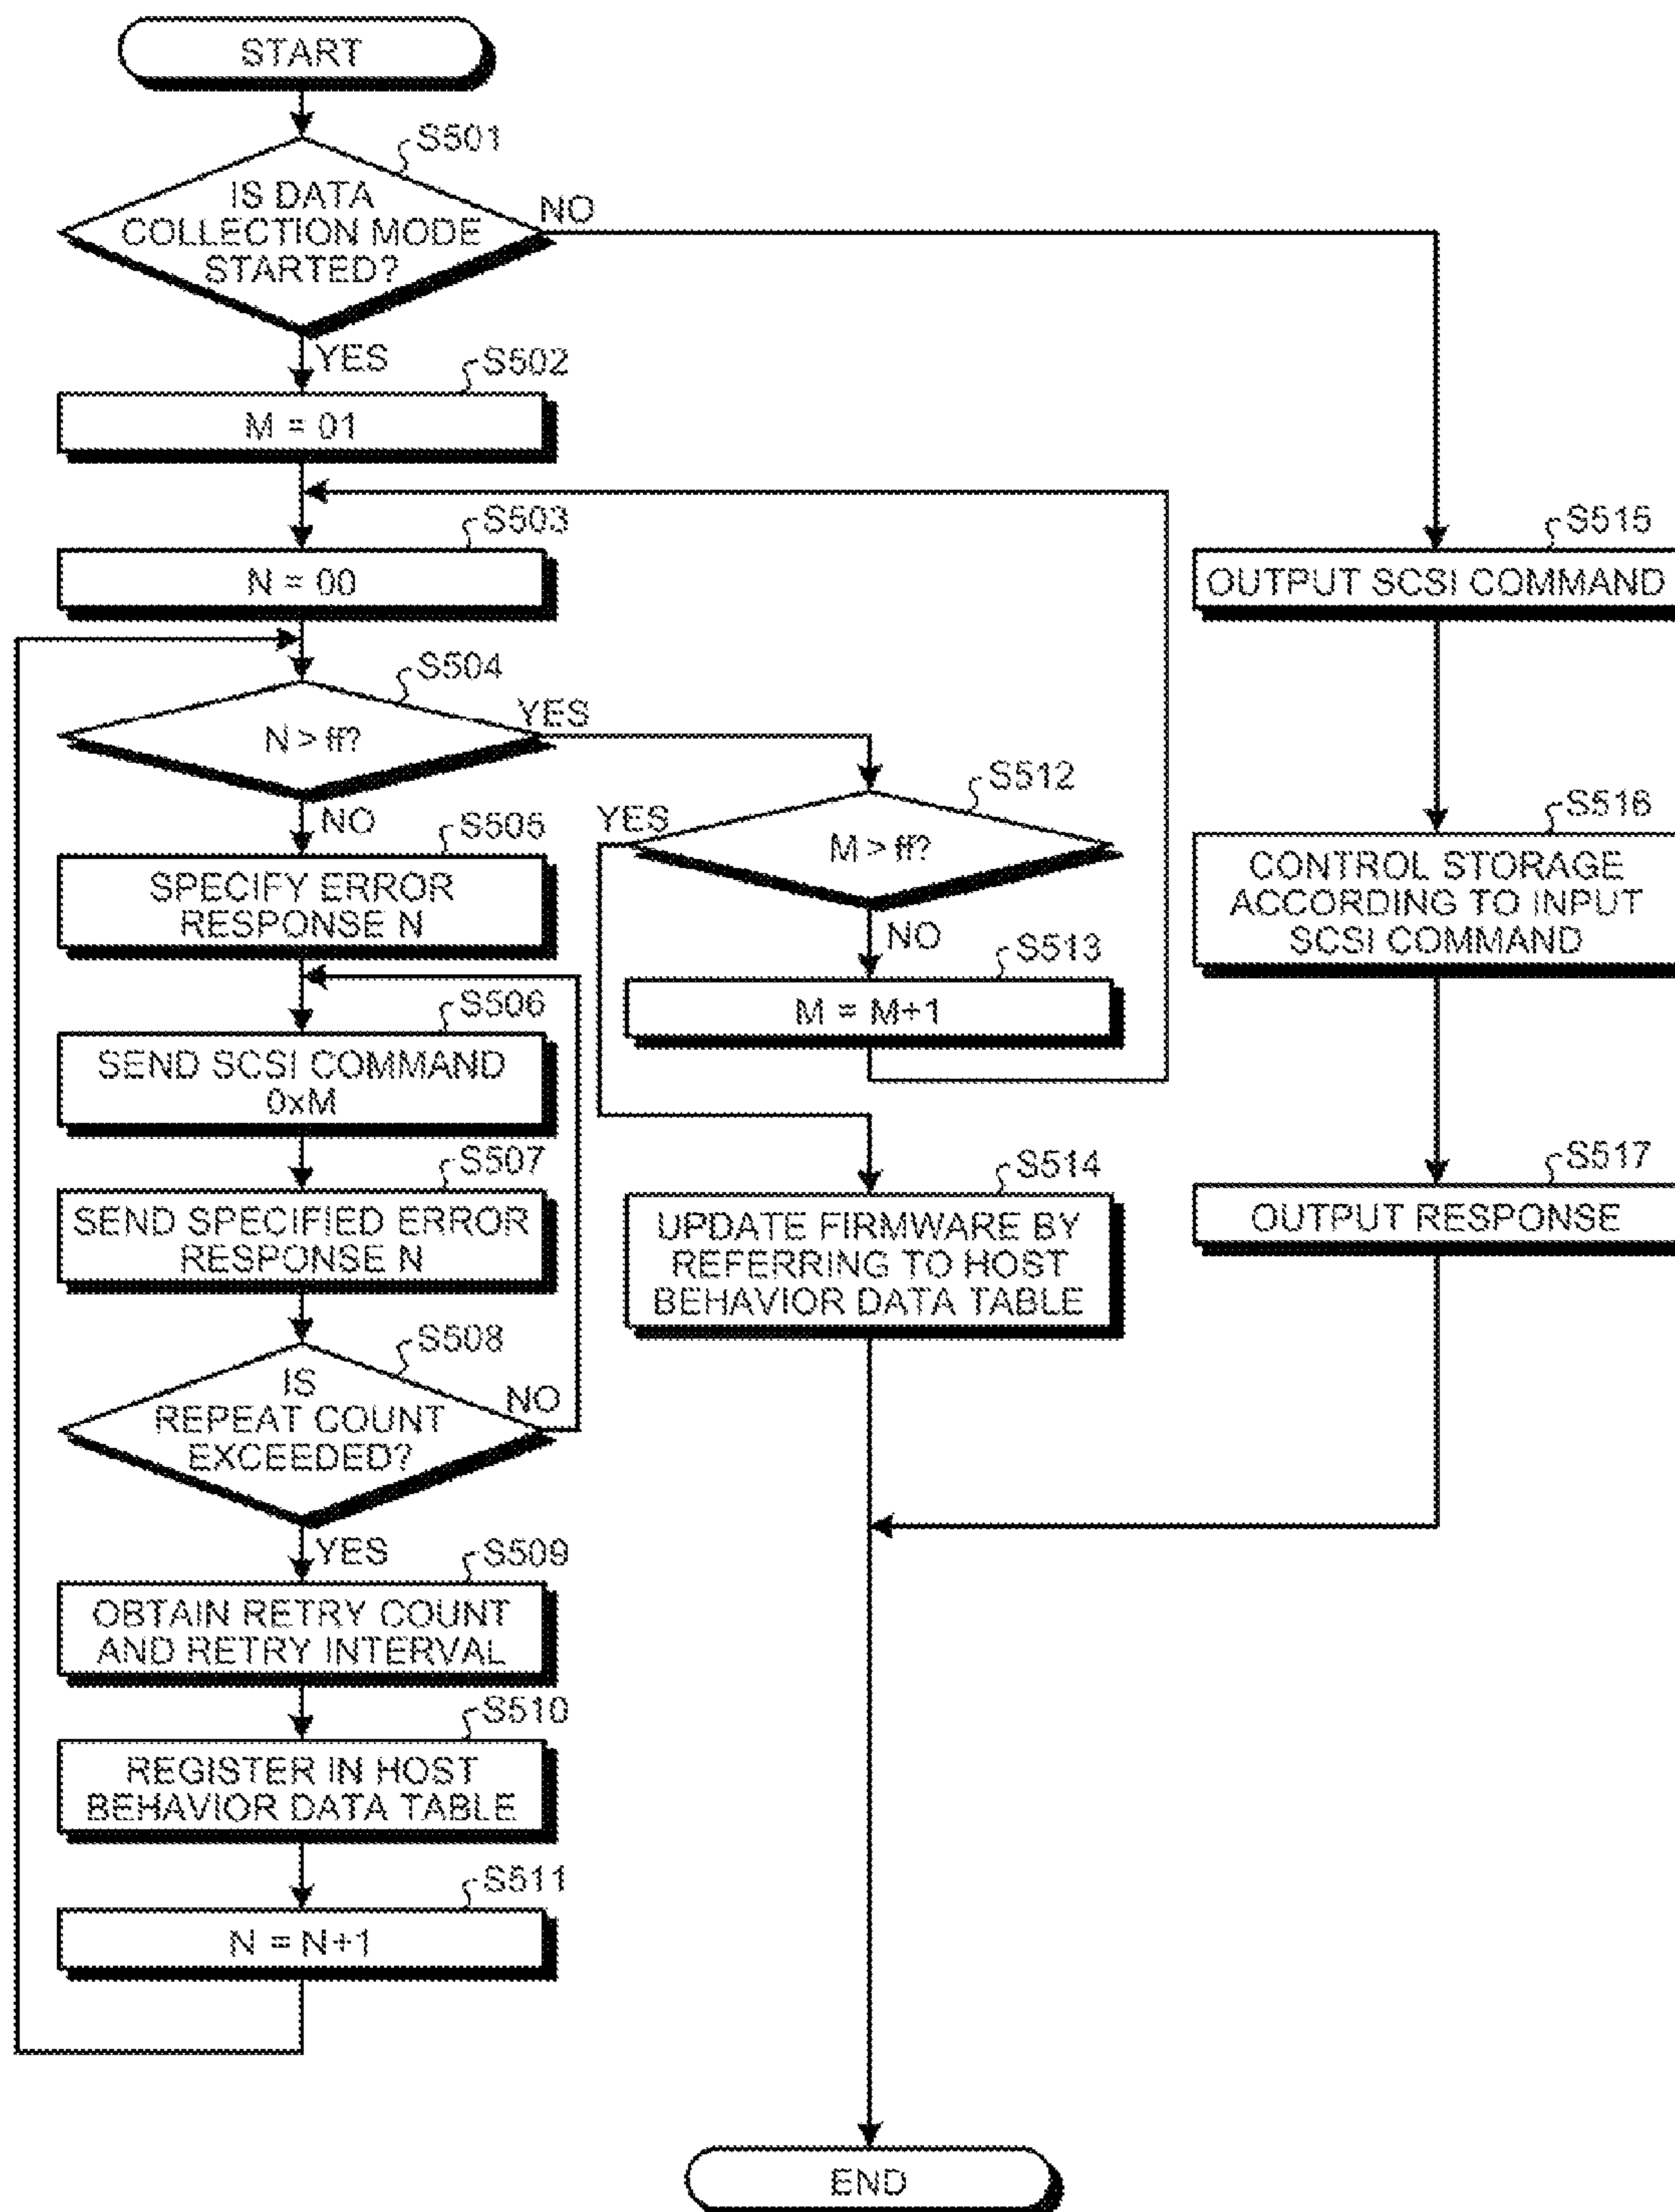 START
S501
IS DATA
COLLECTION MODE
STARTED?
NO
YES
S502
M = 01
S503
N = 00
S504
N > ff?
YES
NO
S505
SPECIFY ERROR
RESPONSE N
S506
SEND SCSI COMMAND
0xM
S507
SEND SPECIFIED ERROR
RESPONSE N
S508
IS
REPEAT COUNT
EXCEEDED?
NO
YES
S509
OBTAIN RETRY COUNT
AND RETRY INTERVAL
S510
REGISTER IN HOST
BEHAVIOR DATA TABLE
S511
N = N+1
S512
YES
M > ff?
NO
S513
M = M+1
S514
UPDATE FIRMWARE BY
REFERRING TO HOST
BEHAVIOR DATA TABLE
S515
OUTPUT SCSI COMMAND
S516
CONTROL STORAGE
ACCORDING TO INPUT
SCSI COMMAND
S517
OUTPUT RESPONSE
END